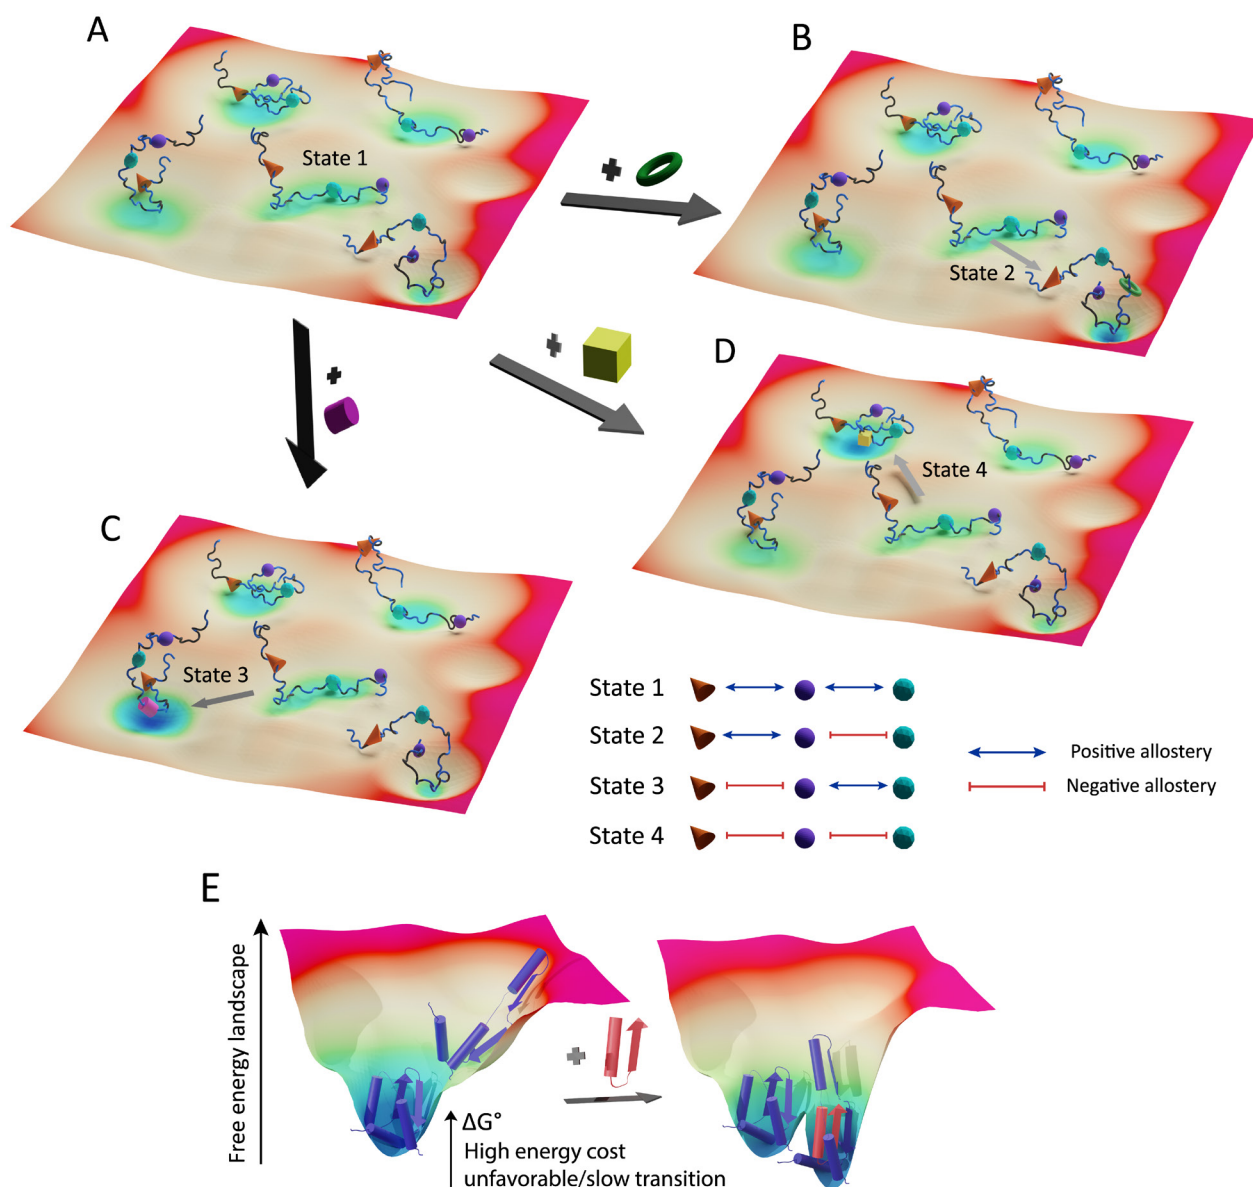 A
B
State 1
State 2
D
State 4
C
State 3
State 1
State 2
Positive allostery
State 3
Negative allostery
State 4
E
Free energy landscape
ΔG°
High energy cost
unfavorable/slow transition